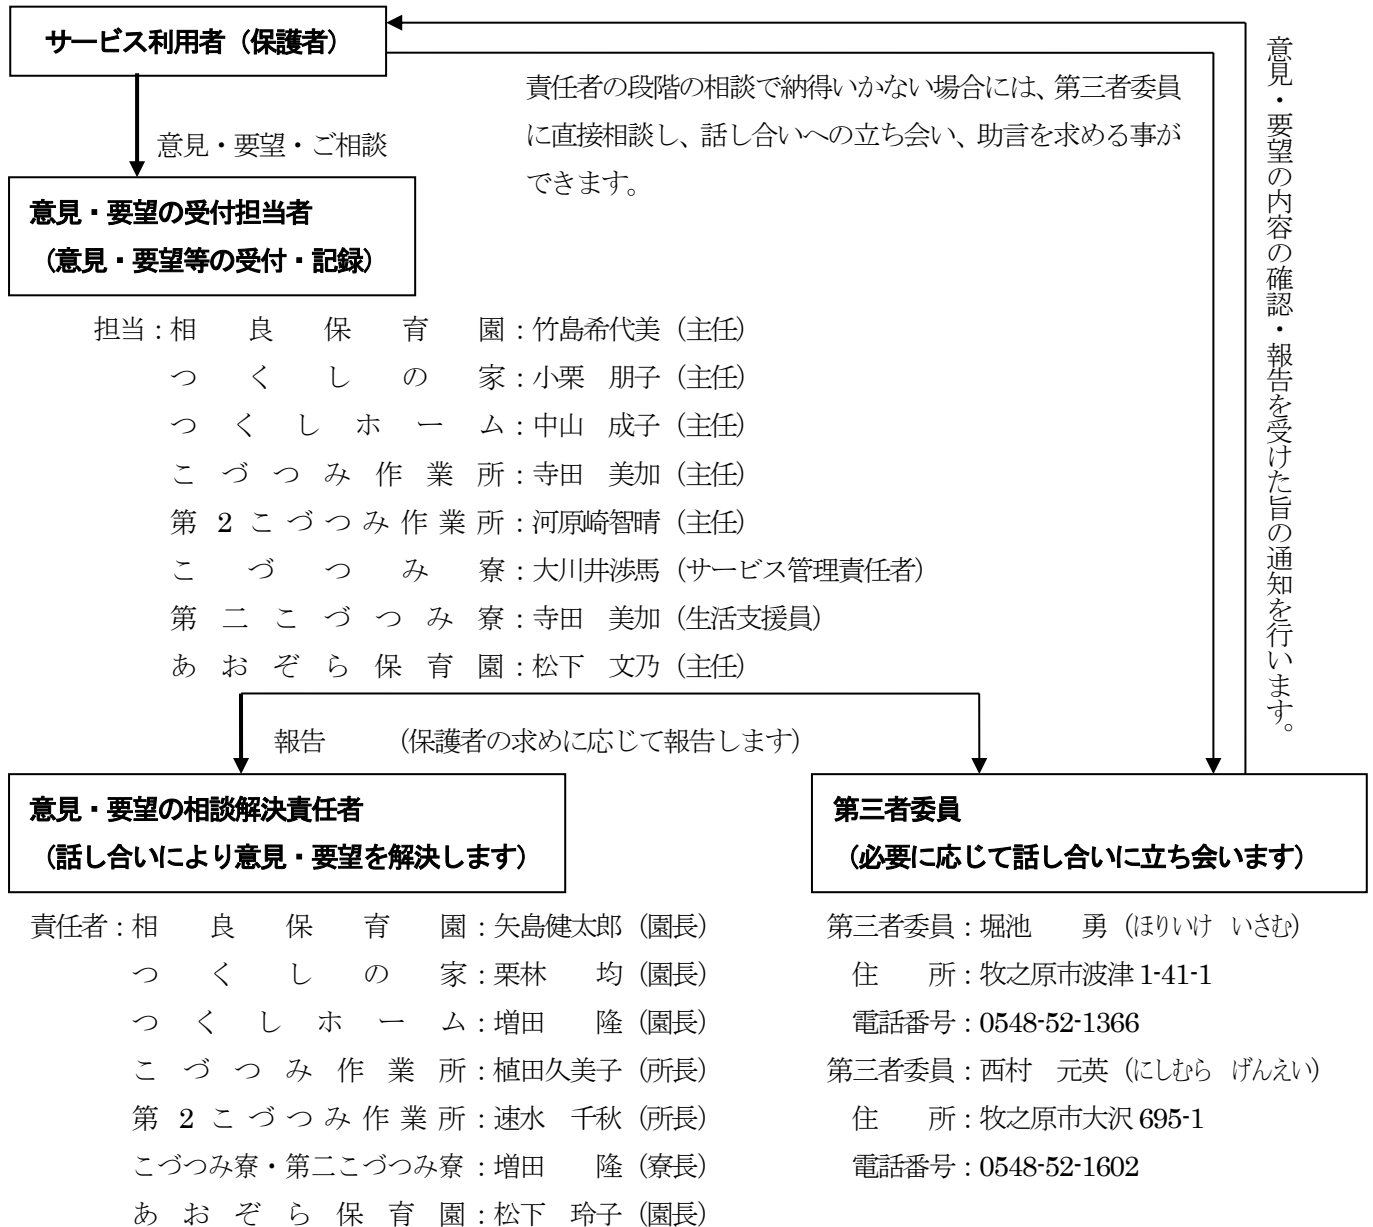 サービス利用者（保護者）
責任者の段階の相談で納得いかない場合には、第三者委員
に直接相談し、話し合いへの立ち会い、助言を求める事が
できます。
意見・要望の内容の確認・報告を受けた旨の通知を行います。
意見・要望・ご相談
意見・要望の受付担当者
（意見・要望等の受付・記録）
担当：相良保育園：竹島希代美（主任）
つくしの家：小栗　朋子（主任）
つくしホーム：中山　成子（主任）
こづつみ作業所：寺田　美加（主任）
第2こづつみ作業所：河原崎智晴（主任）
こづつみ寮：大川井渉馬（サービス管理責任者）
第二こづつみ寮：寺田　美加（生活支援員）
あおぞら保育園：松下　文乃（主任）
報告　（保護者の求めに応じて報告します）
意見・要望の相談解決責任者
（話し合いにより意見・要望を解決します）
責任者：相良保育園：矢島健太郎（園長）
つくしの家：栗林　均（園長）
つくしホーム：増田　隆（園長）
こづつみ作業所：植田久美子（所長）
第2こづつみ作業所：速水　千秋（所長）
こづつみ寮・第二こづつみ寮：増田　隆（寮長）
あおぞら保育園：松下　玲子（園長）
第三者委員
（必要に応じて話し合いに立ち会います）
第三者委員：堀池　勇（ほりいけ　いさむ）
住　所：牧之原市波津1-41-1
電話番号：0548-52-1366
第三者委員：西村　元英（にしむら　げんえい）
住　所：牧之原市大沢695-1
電話番号：0548-52-1602